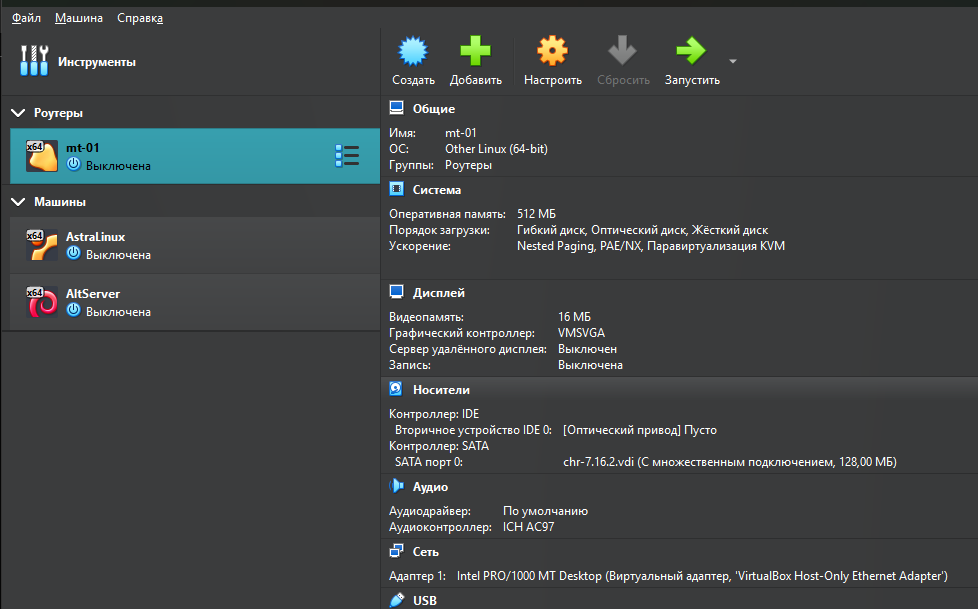 Файл Машина Справка
Инструменты
Создать Добавить Настроить Сбросить Запустить
Роутеры
x64 mt-01
Выключена
Машины
x64 AstraLinux
Выключена
x64 AltServer
Выключена
Общие
Имя: mt-01
ОС: Other Linux (64-bit)
Группы: Роутеры
Система
Оперативная память: 512 МБ
Порядок загрузки: Гибкий диск, Оптический диск, Жёсткий диск
Ускорение: Nested Paging, PAE/NX, Паравиртуализация KVM
Дисплей
Видеопамять: 16 МБ
Графический контроллер: VMSVGA
Сервер удалённого дисплея: Выключен
Запись: Выключена
Носители
Контроллер: IDE
Вторичное устройство IDE 0: [Оптический привод] Пусто
Контроллер: SATA
SATA порт 0: chr-7.16.2.vdi (С множественным подключением, 128,00 МБ)
Аудио
Аудиодрайвер: По умолчанию
Аудиоконтроллер: ICH AC97
Сеть
Адаптер 1: Intel PRO/1000 MT Desktop (Виртуальный адаптер, 'VirtualBox Host-Only Ethernet Adapter')
USB